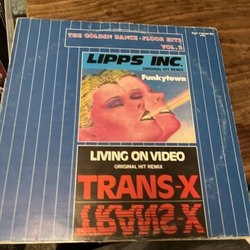 THE GOLDEN DANCE-FLOOR HITS
VOL. 3
LIPPS INC.
ORIGINAL HIT REMIX
Funkytown
LIVING ON VIDEO
ORIGINAL HIT REMIX
TRANS-X
TRANS-X